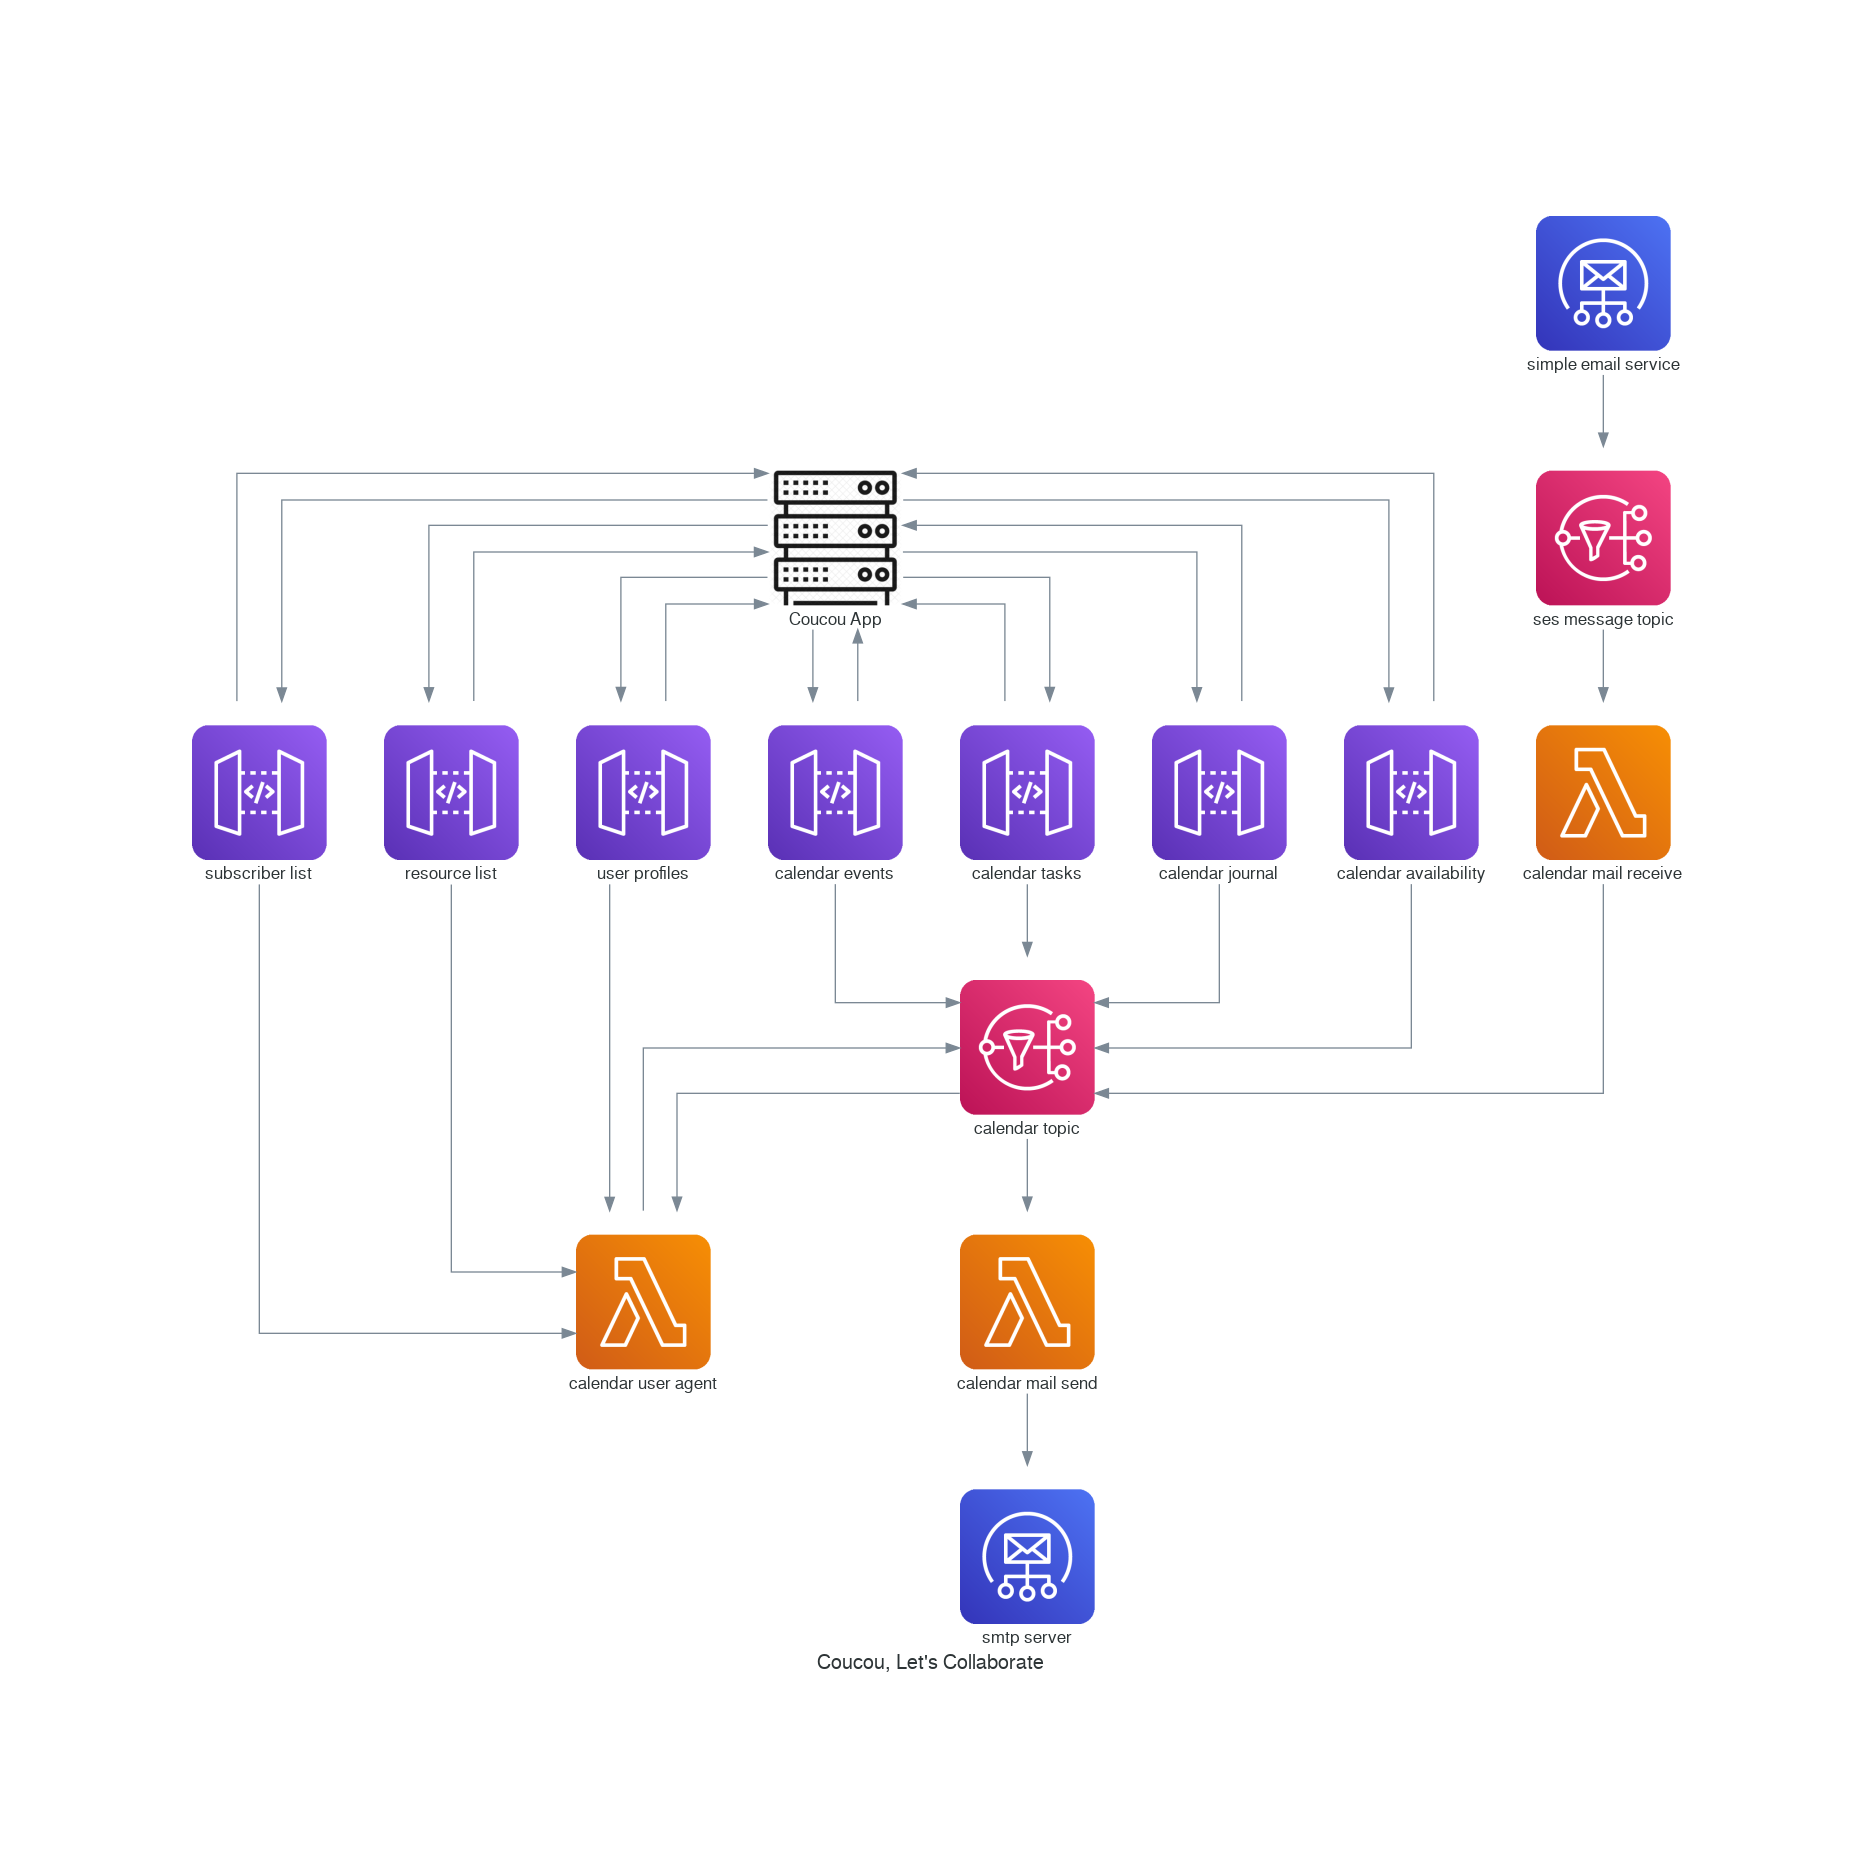 simple email service
Coucou App
ses message topic
subscriber list
resource list
user profiles
calendar events
calendar tasks
calendar journal
calendar availability
calendar mail receive
calendar topic
calendar user agent
calendar mail send
smtp server
Coucou, Let's Collaborate